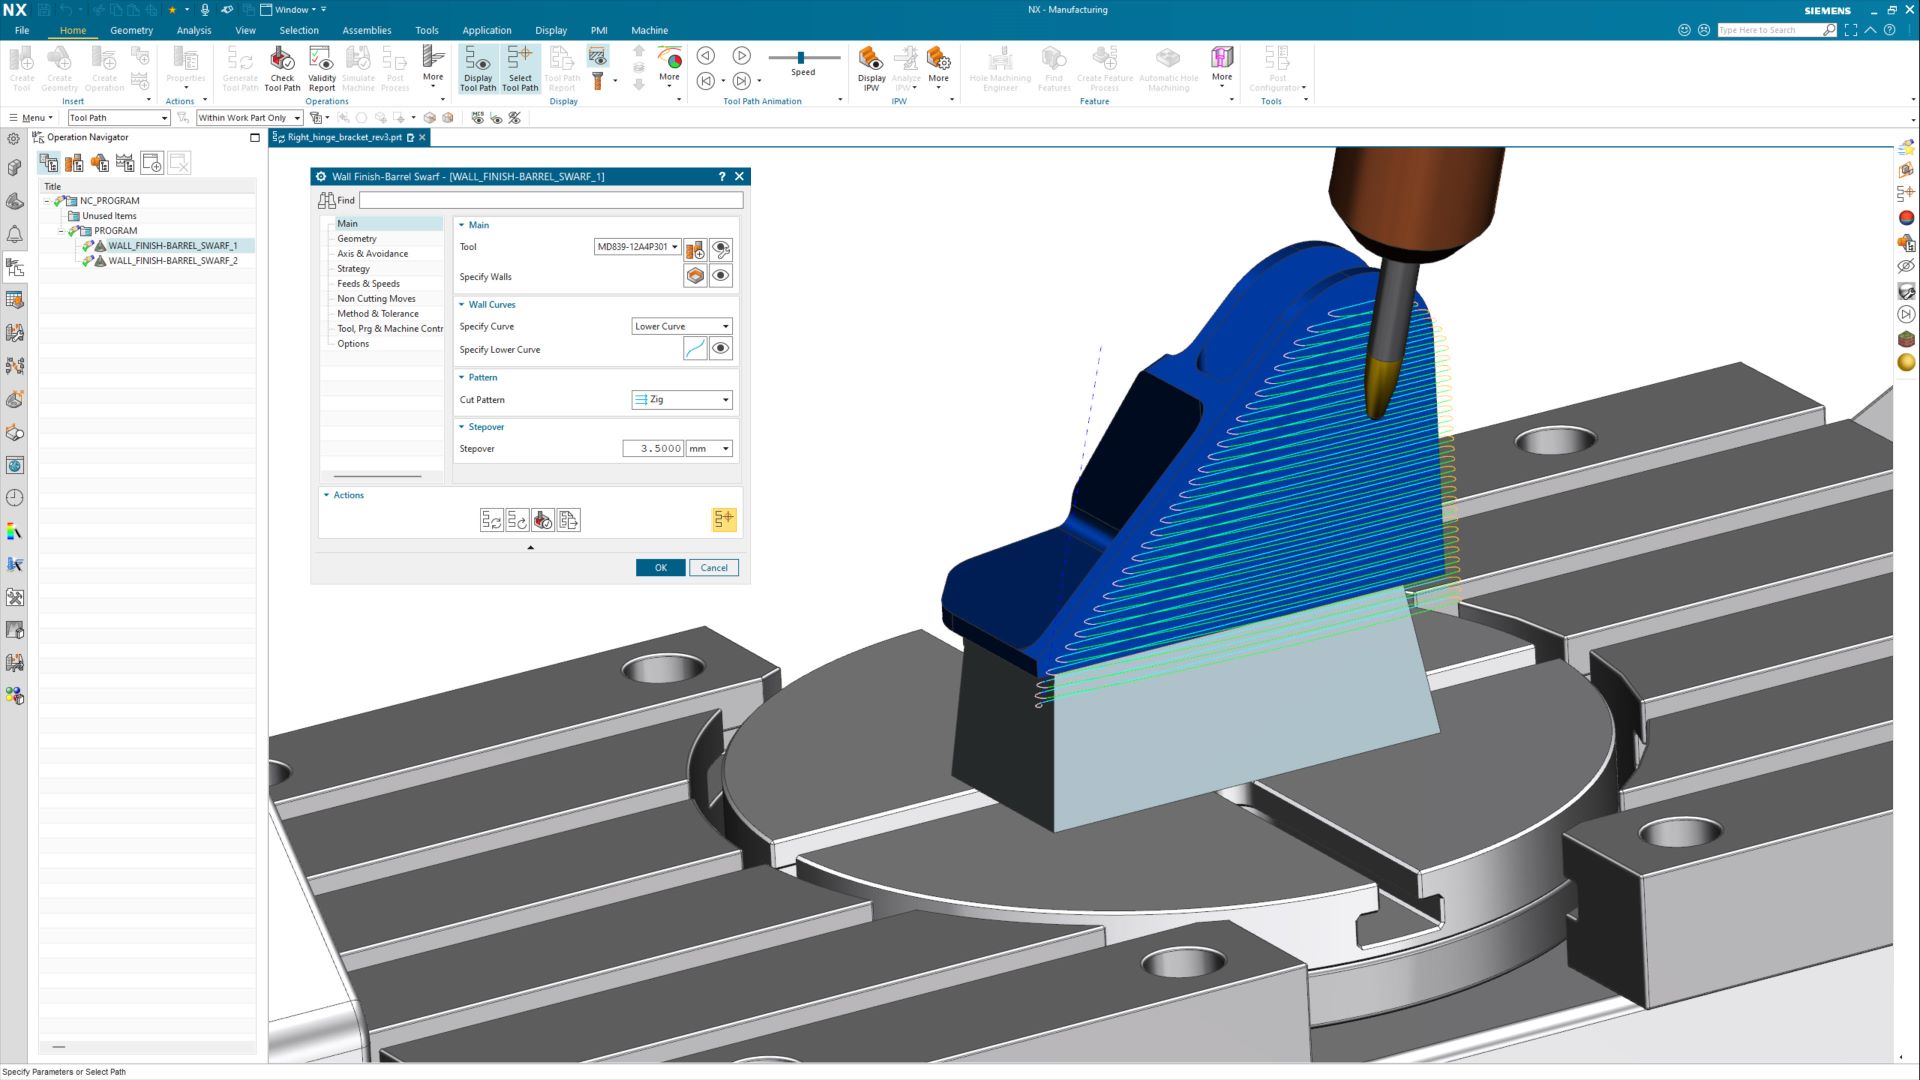 NX
Window
NX - Manufacturing
SIEMENS
File Home Geometry Analysis View Selection Assemblies Tools Application Display PMI Machine
Type Here to Search
Create Tool
Create Geometry
Create Operation
Insert
Properties
Actions
Generate Tool Path
Check Tool Path
Validity Report
Simulate Machine
Post Process
More
Operations
Display Tool Path
Select Tool Path
Tool Path Report
More
Display
Speed
Tool Path Animation
Display IPW
Analyze IPW
More
IPW
Hole Machining Engineer
Find Features
Create Feature Process
Automatic Hole Machining
More
Feature
Post Configurator
Tools
Menu
Tool Path
Within Work Part Only
Operation Navigator
Right_hinge_bracket_rev3.prt
Title
NC_PROGRAM
Unused Items
PROGRAM
WALL_FINISH-BARREL_SWARF_1
WALL_FINISH-BARREL_SWARF_2
Wall Finish-Barrel Swarf - [WALL_FINISH-BARREL_SWARF_1]
Find
Main
Geometry
Axis & Avoidance
Strategy
Feeds & Speeds
Non Cutting Moves
Method & Tolerance
Tool, Prg & Machine Contr
Options
Main
Tool MD839-12A4P301
Specify Walls
Wall Curves
Specify Curve Lower Curve
Specify Lower Curve
Pattern
Cut Pattern Zig
Stepover
Stepover 3.5000 mm
Actions
OK Cancel
Specify Parameters or Select Path